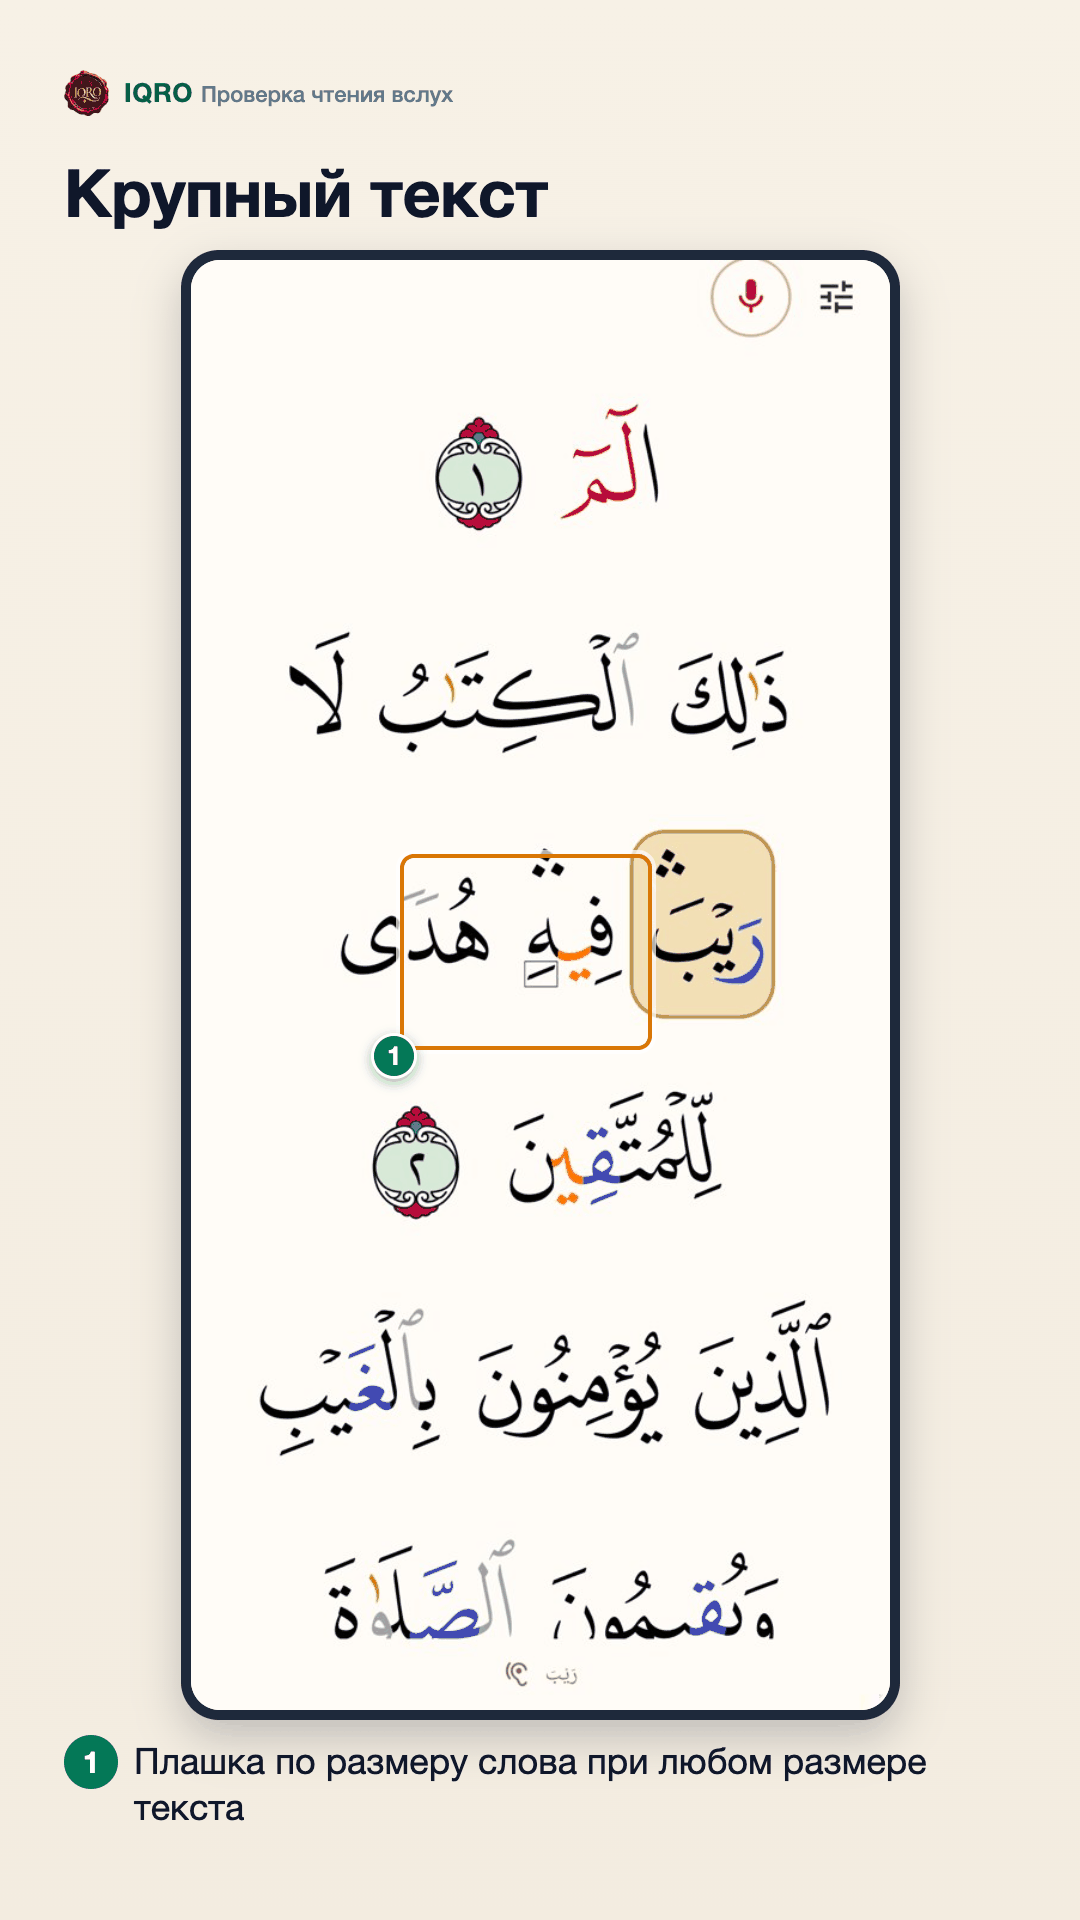 IQRO Проверка чтения вслух
Крупный текст
الٓمٓ ١
ذَٰلِكَ ٱلْكِتَـٰبُ لَا
رَيْبَ ۛ فِيهِ ۛ هُدًى
1
لِّلْمُتَّقِينَ ٢
ٱلَّذِينَ يُؤْمِنُونَ بِٱلْغَيْبِ
وَيُقِيمُونَ ٱلصَّلَوٰةَ
رَيْبَ
1 Плашка по размеру слова при любом размере
текста